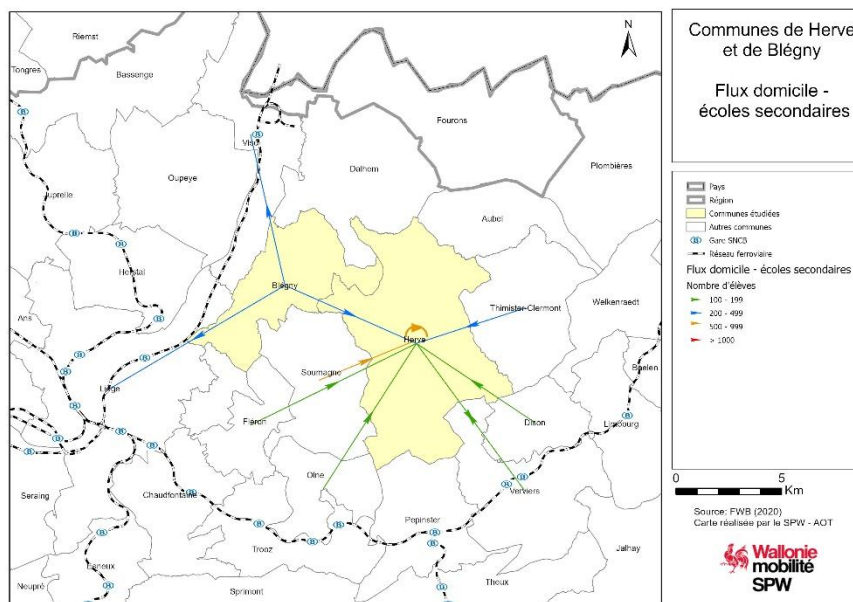 Communes de Herve
et de Blégny
Flux domicile -
écoles secondaires
N
Riemst
Tongres
Bassenge
Fourons
Visé
Plombières
Dalhem
Oupeye
Juprelle
Aubel
Herstal
Blégny
Welkenraedt
Thimister-Clermont
Ans
Herve
Soumagne
Baelen
Liège
Fléron
Dison
Limbourg
Olne
Seraing
Chaudfontaine
Verviers
Pepinster
Trooz
Jalhay
Esneux
Theux
Neupré
Sprimont
Pays
Région
Communes étudiées
Autres communes
B Gare SNCB
Réseau ferroviaire
Flux domicile - écoles secondaires
Nombre d'élèves
100 - 199
200 - 499
500 - 999
> 1000
0 5
Km
Source: FWB (2020)
Carte réalisée par le SPW - AOT
Wallonie
mobilité
SPW